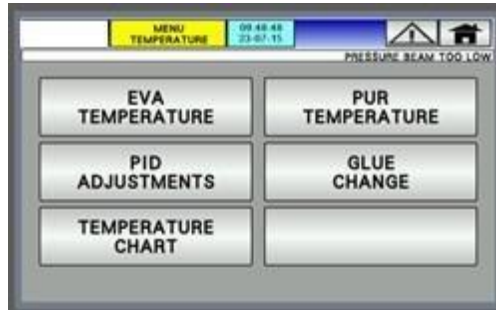 MENU
TEMPERATURE
09:48:48
23-07-15
PRESSURE BEAM TOO LOW
EVA
TEMPERATURE
PUR
TEMPERATURE
PID
ADJUSTMENTS
GLUE
CHANGE
TEMPERATURE
CHART